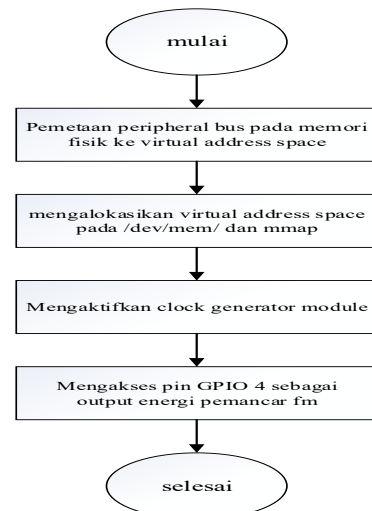 mulai
Pemetaan peripheral bus pada memori
fisik ke virtual address space
mengalokasikan virtual address space
pada /dev/mem/ dan mmap
Mengaktifkan clock generator module
Mengakses pin GPIO 4 sebagai
output energi pemancar fm
selesai